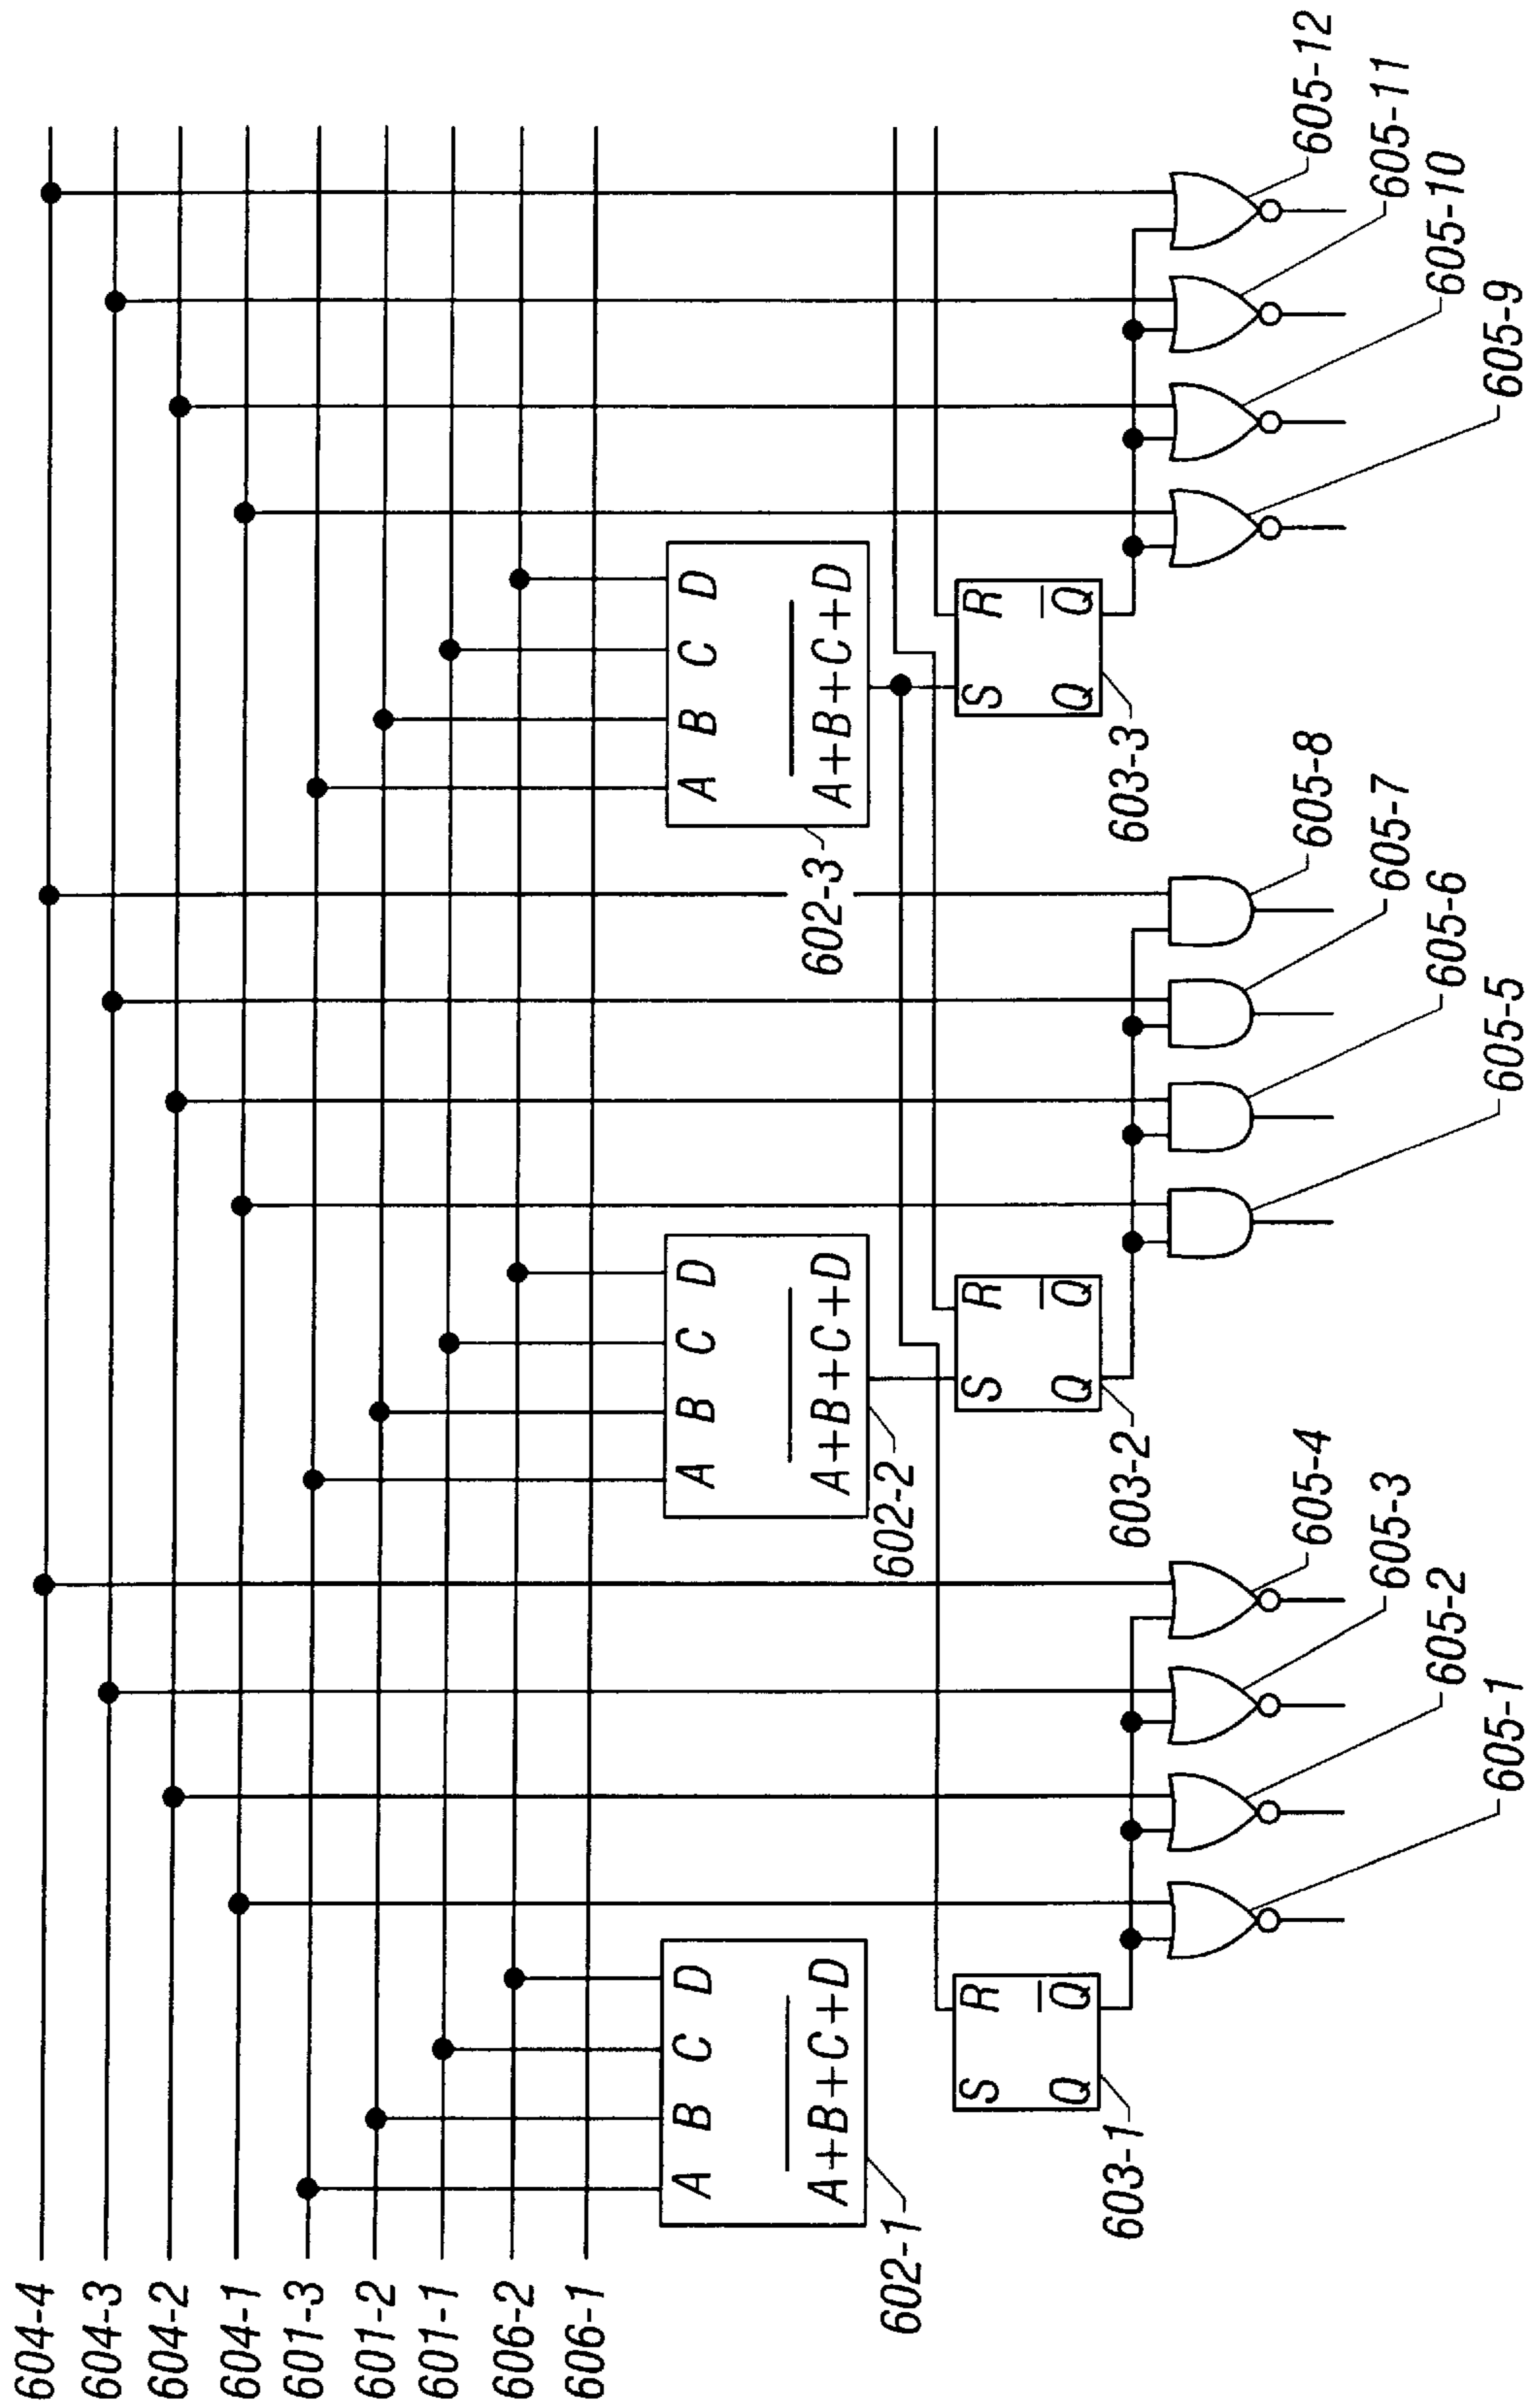 604-4
604-3
604-2
604-1
601-3
601-2
601-1
606-2
606-1
A B C D
A+B+C+D
602-1
A B C D
A+B+C+D
602-2
A B C D
A+B+C+D
602-3
S R
Q Q̅
603-1
S R
Q Q̅
603-2
S R
Q Q̅
603-3
605-4
605-3
605-2
605-1
605-8
605-7
605-6
605-5
605-12
605-11
605-10
605-9